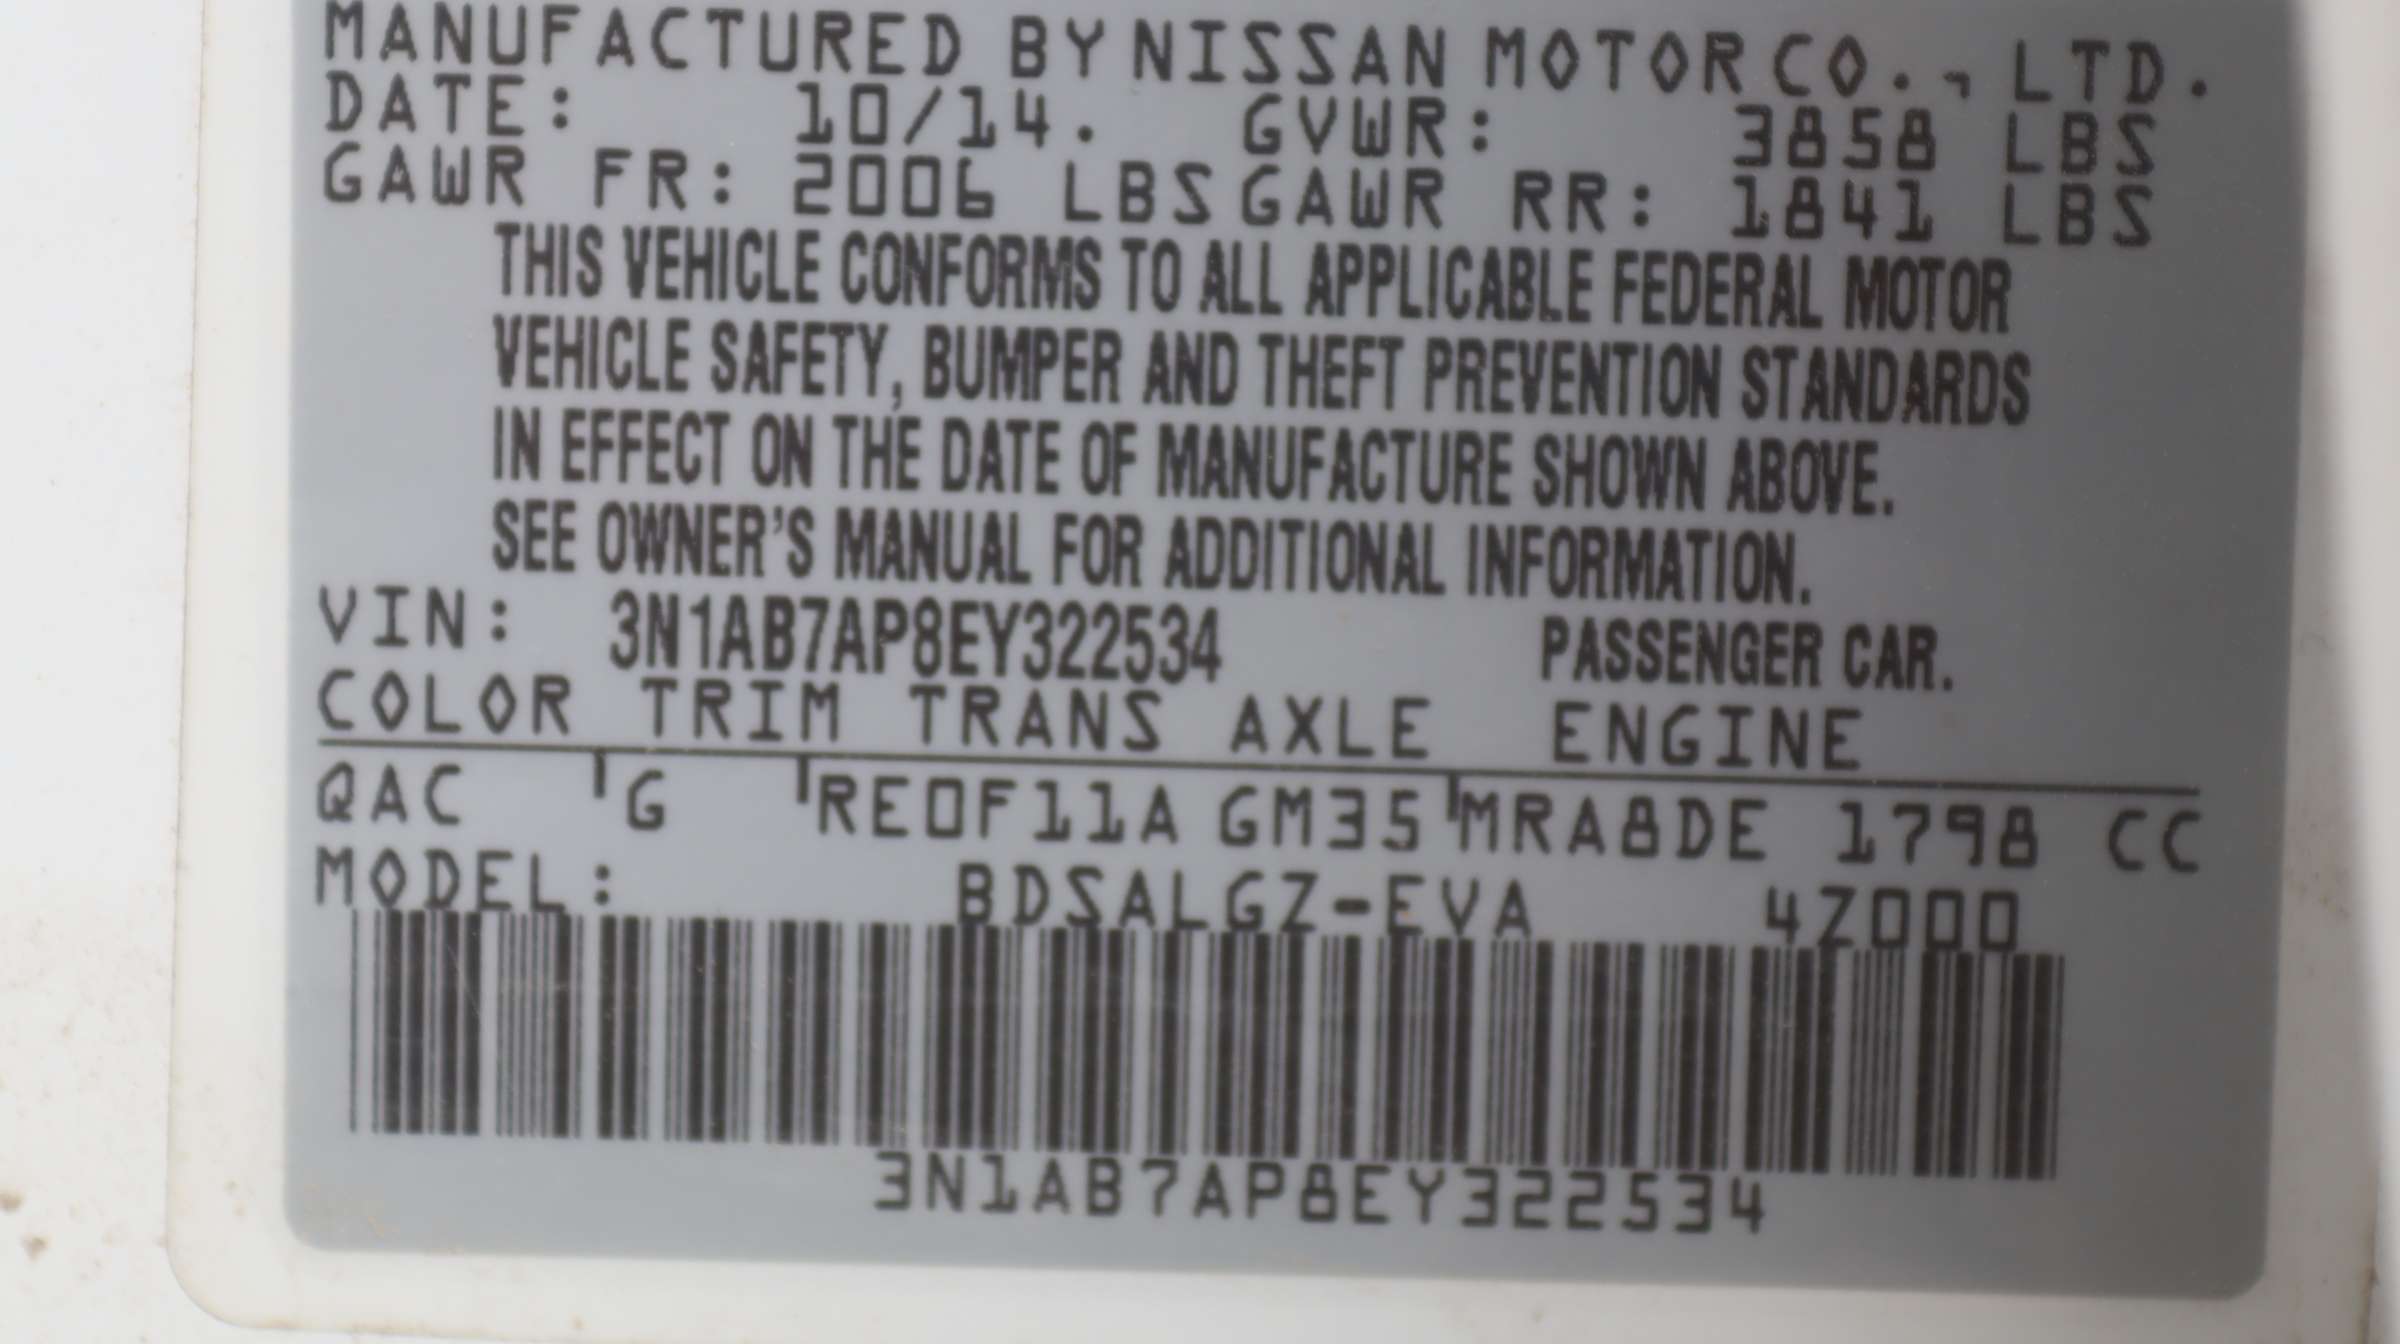 MANUFACTURED BY NISSAN MOTOR CO., LTD.
DATE: 10/14. GVWR: 3858 LBS
GAWR FR: 2006 LBS GAWR RR: 1841 LBS
THIS VEHICLE CONFORMS TO ALL APPLICABLE FEDERAL MOTOR
VEHICLE SAFETY, BUMPER AND THEFT PREVENTION STANDARDS
IN EFFECT ON THE DATE OF MANUFACTURE SHOWN ABOVE.
SEE OWNER'S MANUAL FOR ADDITIONAL INFORMATION.
VIN: 3N1AB7AP8EY322534 PASSENGER CAR.
COLOR TRIM TRANS AXLE ENGINE
QAC G RE0F11A GM35 MRA8DE 1798 CC
MODEL: BDSALGZ-EVA 4Z000
3N1AB7AP8EY322534